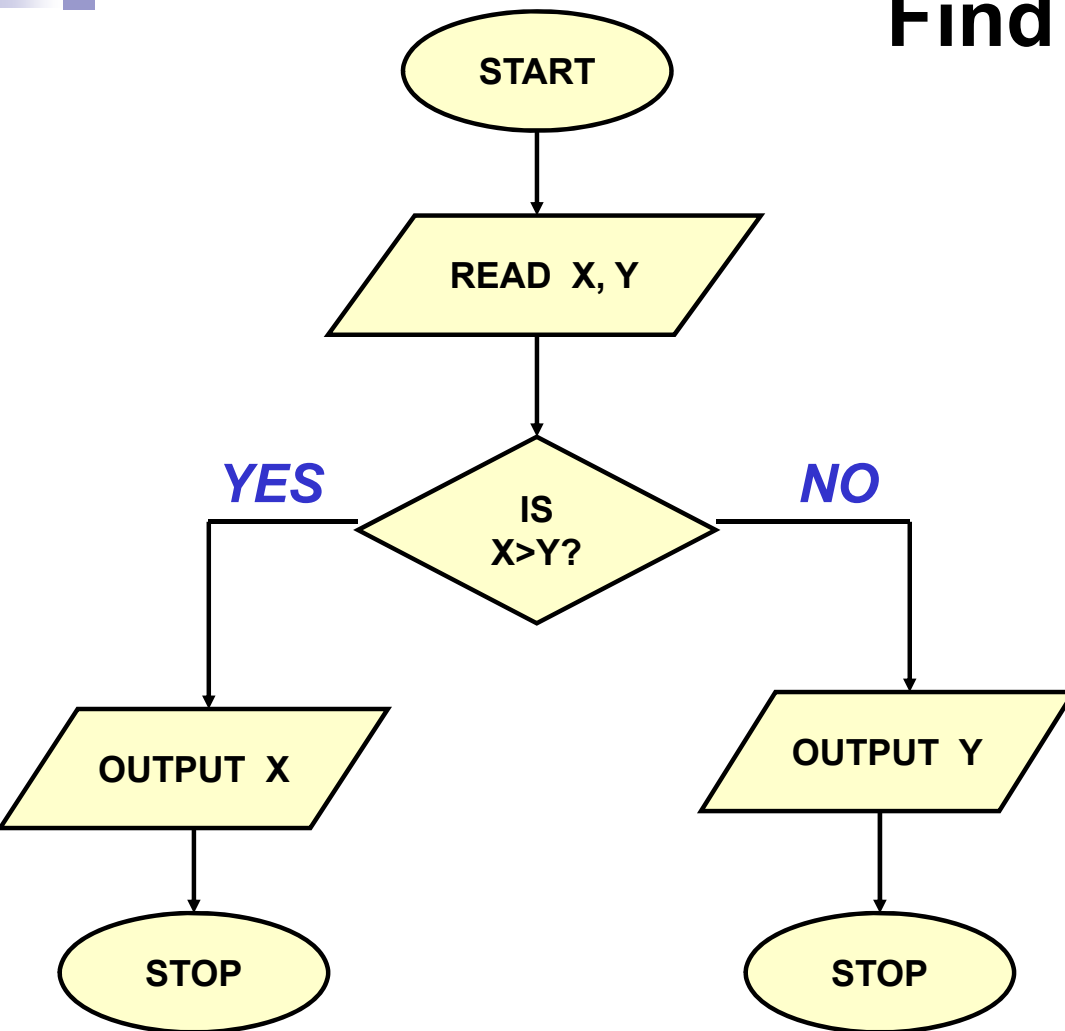 Find
START
READ X, Y
YES
NO
IS
X>Y?
OUTPUT X
OUTPUT Y
STOP
STOP